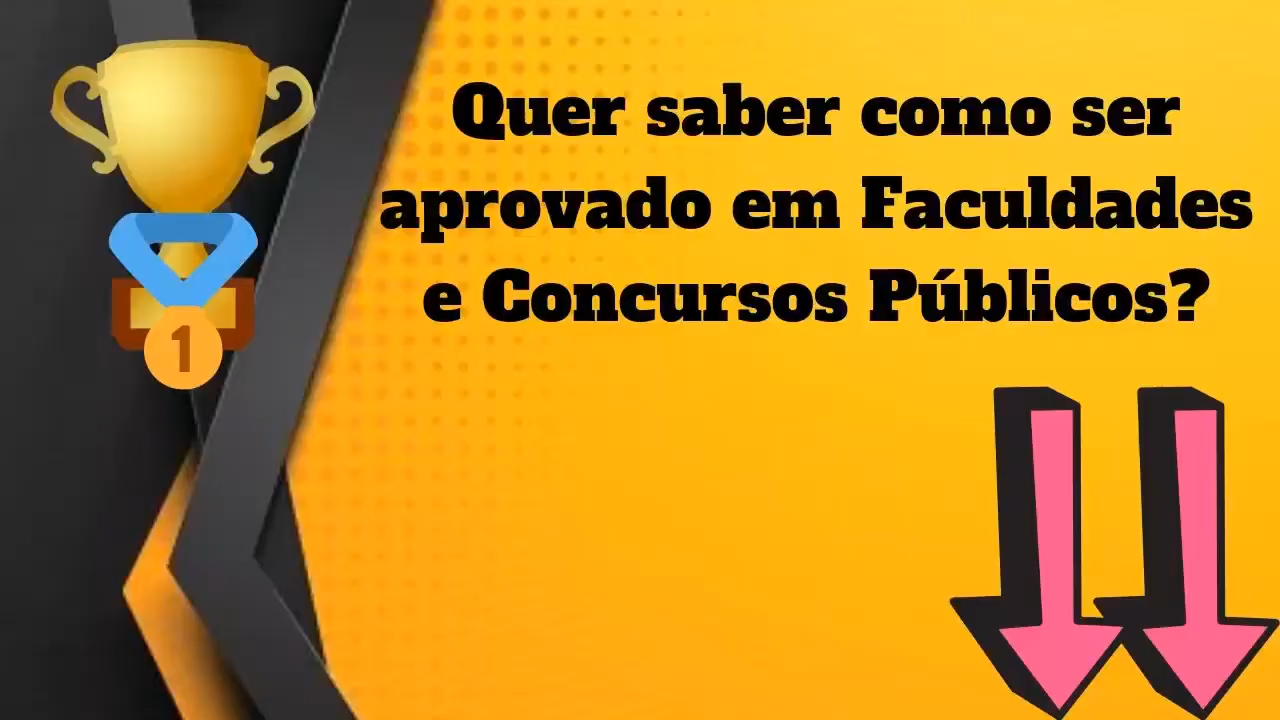 Quer saber como ser
aprovado em Faculdades
e Concursos Públicos?
1